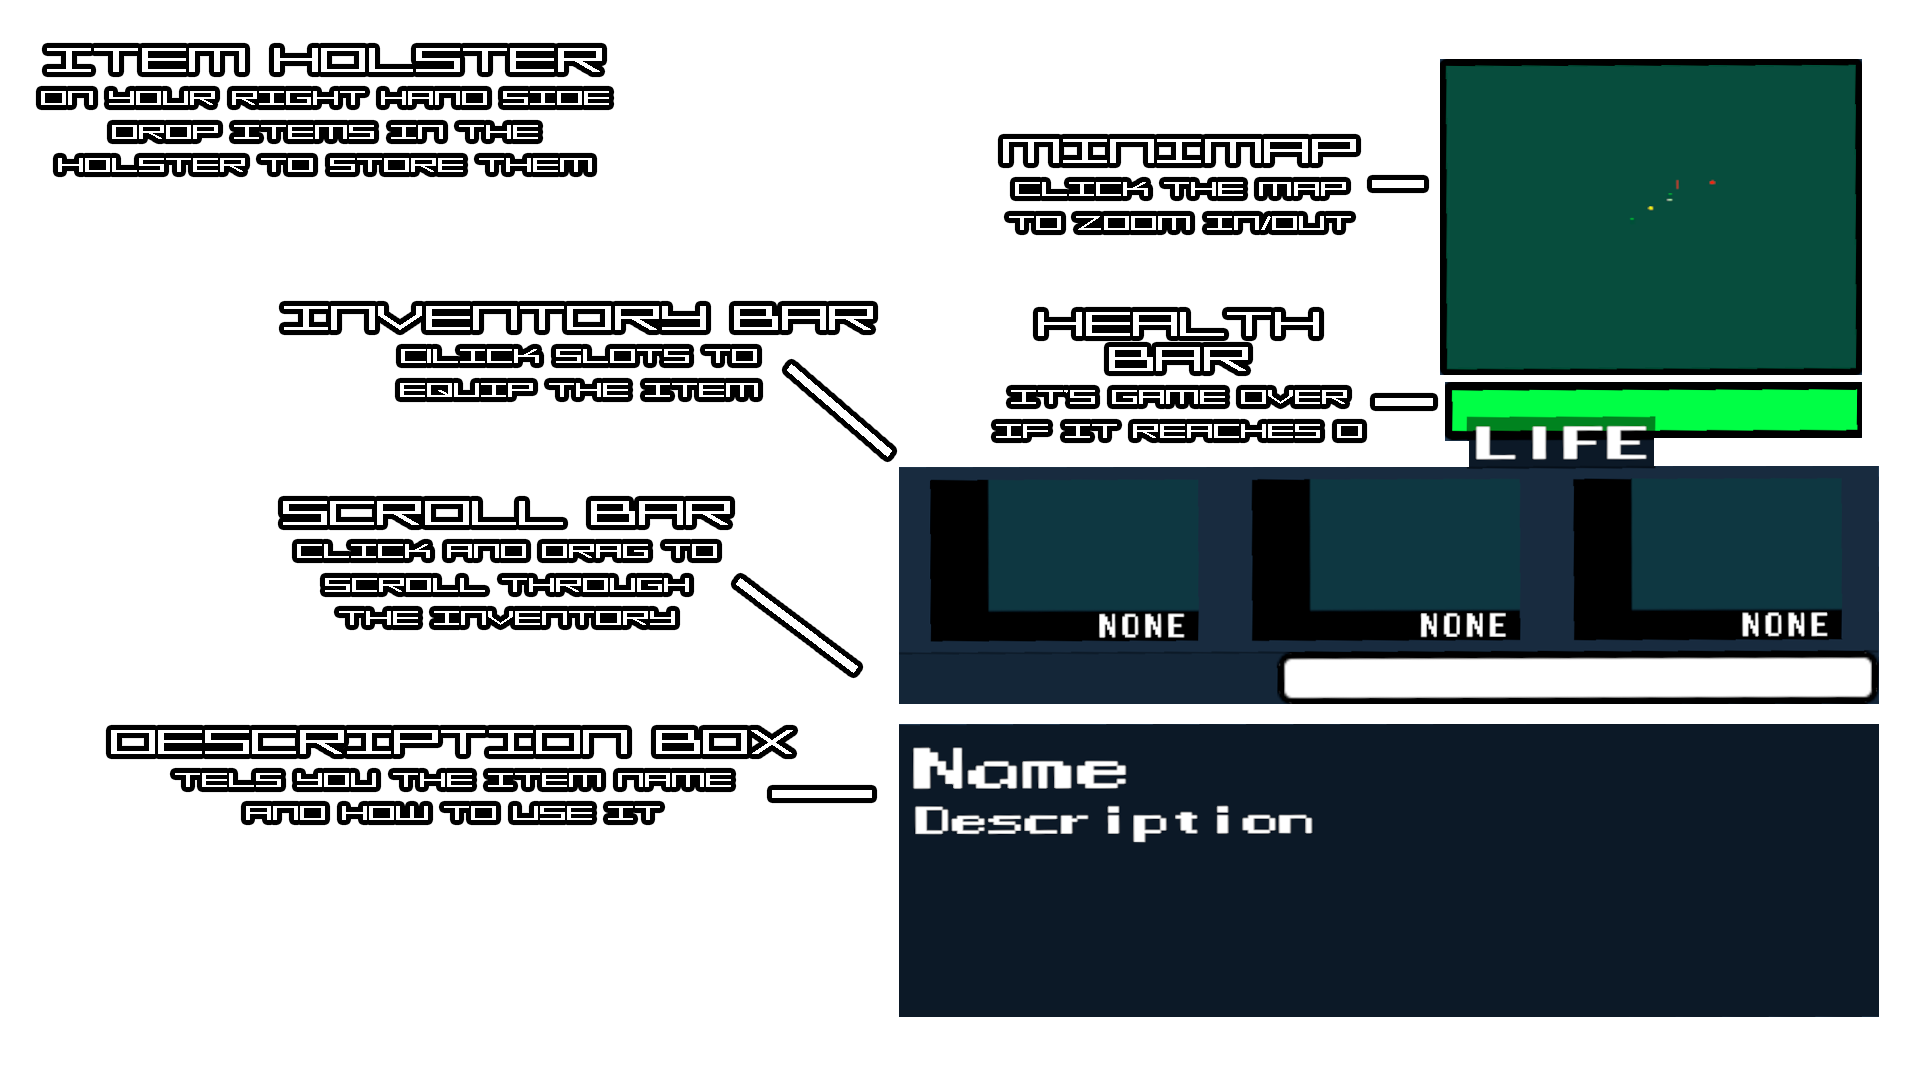 ITEM HOLSTER
ON YOUR RIGHT HAND SIDE
DROP ITEMS IN THE
HOLSTER TO STORE THEM
MINIMAP
CLICK THE MAP
TO ZOOM IN/OUT
INVENTORY BAR
CLICK SLOTS TO
EQUIP THE ITEM
HEALTH
BAR
IT'S GAME OVER
IF IT REACHES 0
LIFE
SCROLL BAR
CLICK AND DRAG TO
SCROLL THROUGH
THE INVENTORY
NONE
NONE
NONE
DESCRIPTION BOX
TELS YOU THE ITEM NAME
AND HOW TO USE IT
Name
Description